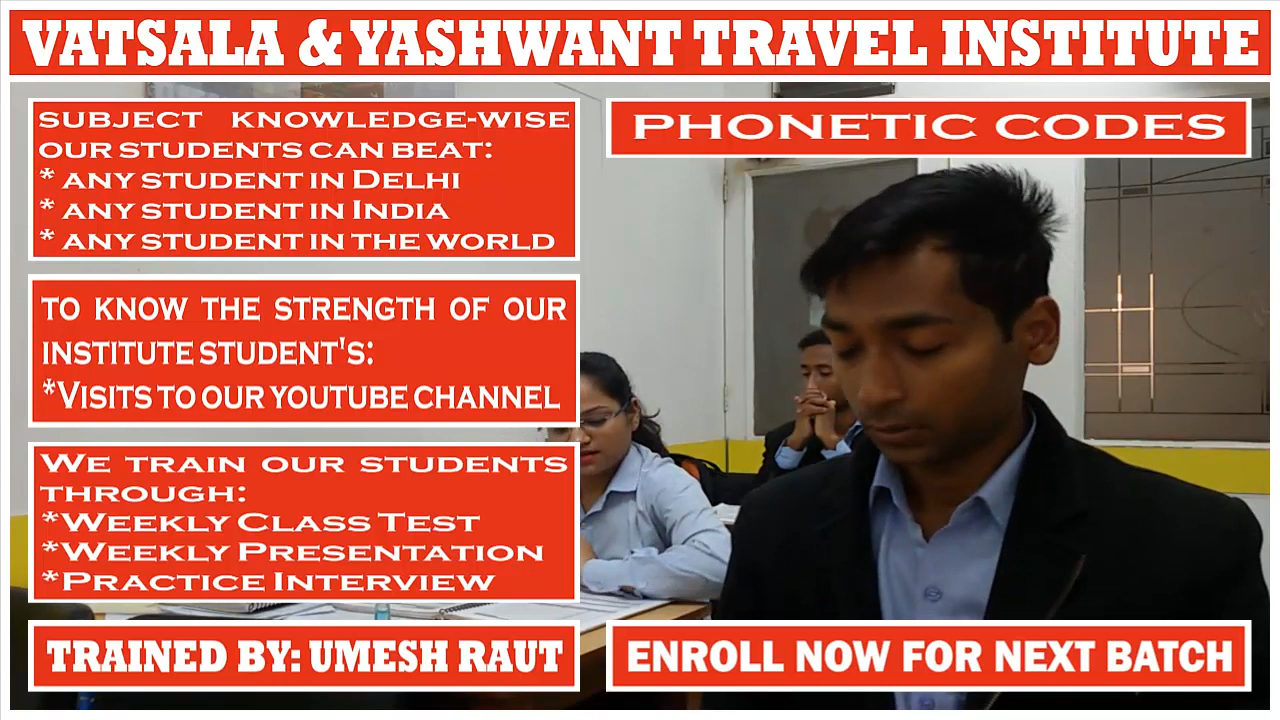 VATSALA & YASHWANT TRAVEL INSTITUTE
SUBJECT KNOWLEDGE-WISE
OUR STUDENTS CAN BEAT:
* ANY STUDENT IN DELHI
* ANY STUDENT IN INDIA
* ANY STUDENT IN THE WORLD
TO KNOW THE STRENGTH OF OUR
INSTITUTE STUDENT'S:
*VISITS TO OUR YOUTUBE CHANNEL
WE TRAIN OUR STUDENTS
THROUGH:
*WEEKLY CLASS TEST
*WEEKLY PRESENTATION
*PRACTICE INTERVIEW
TRAINED BY: UMESH RAUT
PHONETIC CODES
ENROLL NOW FOR NEXT BATCH